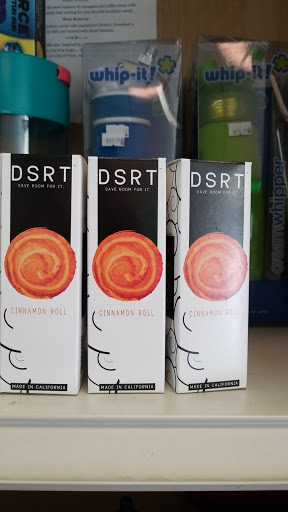 whip-it!
whip-it!
creamwhipper
DSRT
SAVE ROOM FOR IT.
CINNAMON ROLL
MADE IN CALIFORNIA
DSRT
SAVE ROOM FOR IT.
CINNAMON ROLL
MADE IN CALIFORNIA
DSRT
SAVE ROOM FOR IT.
CINNAMON ROLL
MADE IN CALIFORNIA